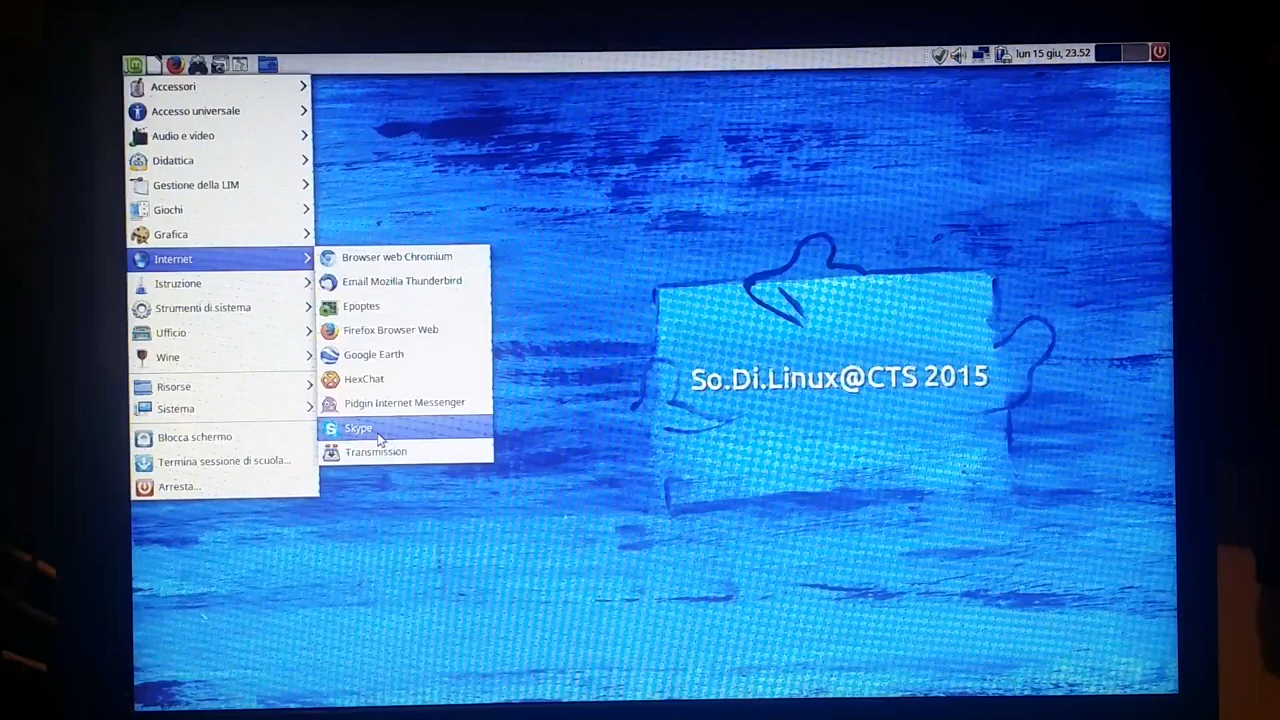 lun 15 giu, 23.52
Accessori
Accesso universale
Audio e video
Didattica
Gestione della LIM
Giochi
Grafica
Internet
Istruzione
Strumenti di sistema
Ufficio
Wine
Risorse
Sistema
Blocca schermo
Termina sessione di scuola...
Arresta...
Browser web Chromium
Email Mozilla Thunderbird
Epoptes
Firefox Browser Web
Google Earth
HexChat
Pidgin Internet Messenger
Skype
Transmission
So.Di.Linux@CTS 2015